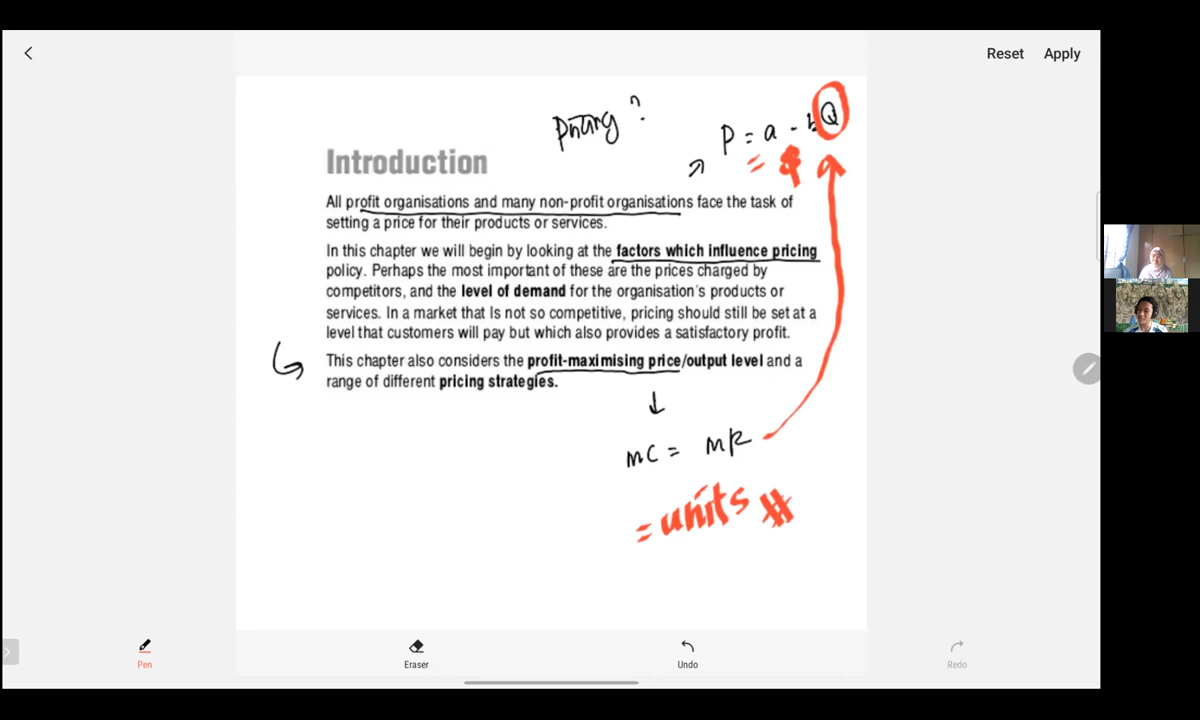 Reset Apply
Pricing?
P = a - bQ
= $
Introduction
All profit organisations and many non-profit organisations face the task of
setting a price for their products or services.
In this chapter we will begin by looking at the factors which influence pricing
policy. Perhaps the most important of these are the prices charged by
competitors, and the level of demand for the organisation's products or
services. In a market that Is not so competitive, pricing should still be set at a
level that customers will pay but which also provides a satisfactory profit.
This chapter also considers the profit-maximising price/output level and a
range of different pricing strategies.
MC = MR
= units #
Pen Eraser Undo Redo